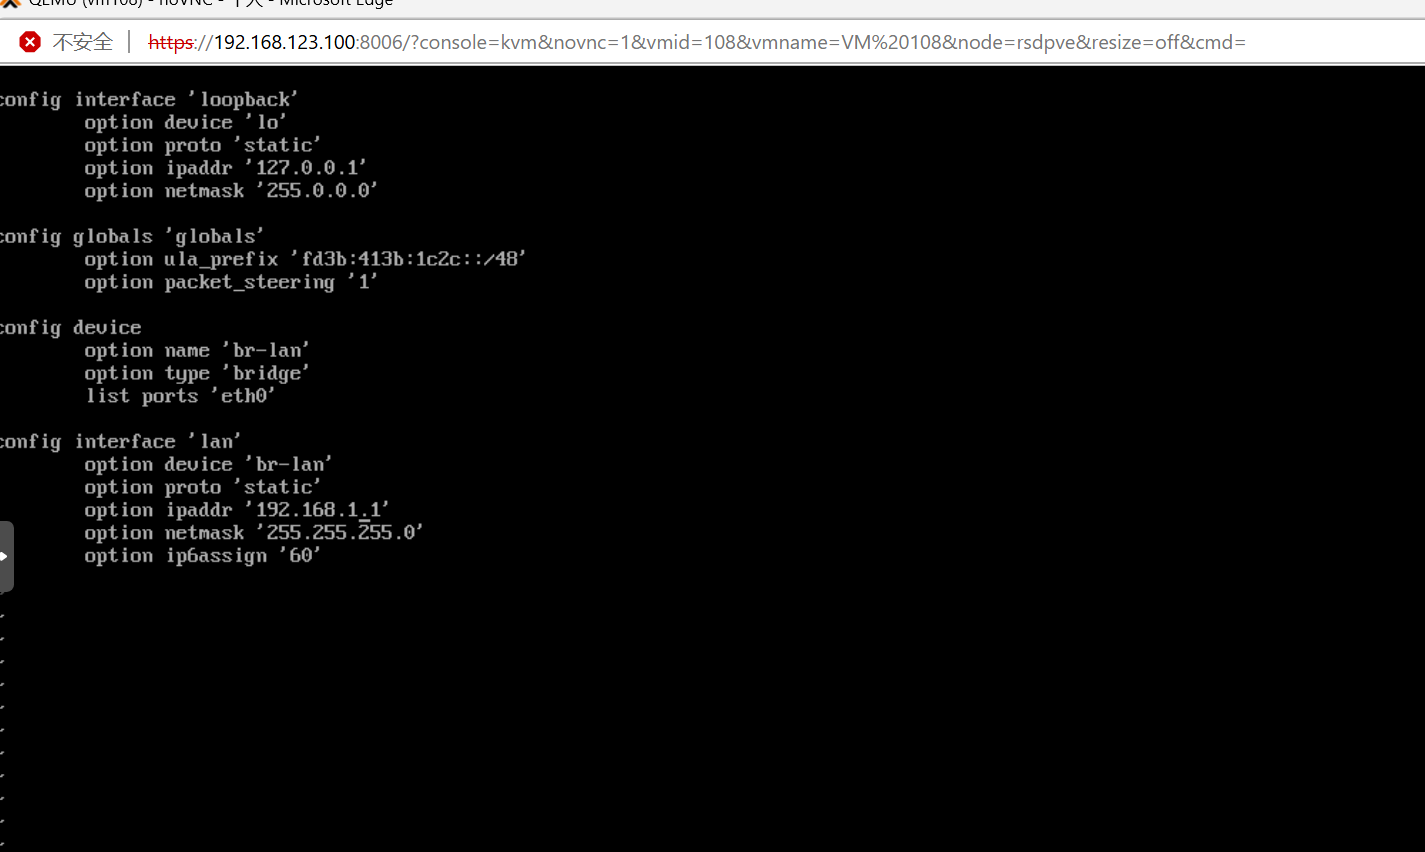 QEMU (vm108) - noVNC - 个人 - Microsoft Edge
不安全 | https://192.168.123.100:8006/?console=kvm&novnc=1&vmid=108&vmname=VM%20108&node=rsdpve&resize=off&cmd=
config interface 'loopback'
option device 'lo'
option proto 'static'
option ipaddr '127.0.0.1'
option netmask '255.0.0.0'
config globals 'globals'
option ula_prefix 'fd3b:413b:1c2c::/48'
option packet_steering '1'
config device
option name 'br-lan'
option type 'bridge'
list ports 'eth0'
config interface 'lan'
option device 'br-lan'
option proto 'static'
option ipaddr '192.168.1.1'
option netmask '255.255.255.0'
option ip6assign '60'